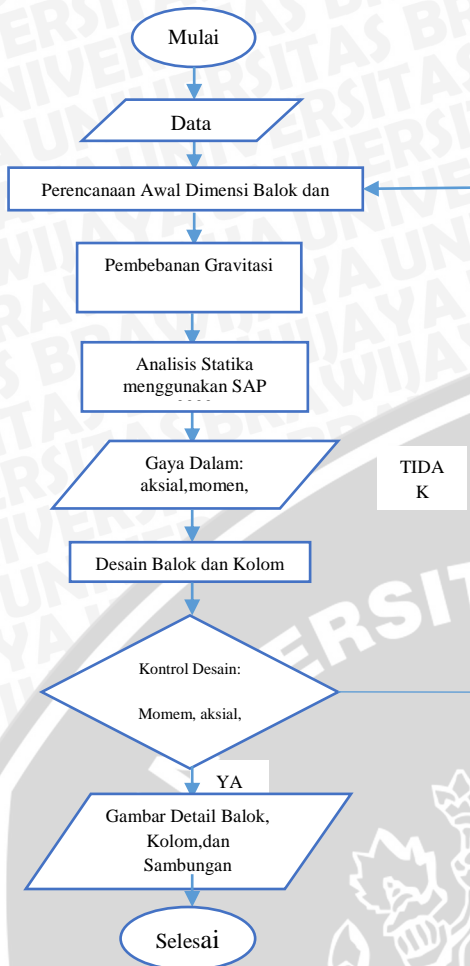 Mulai
Data
Perencanaan Awal Dimensi Balok dan
Pembebanan Gravitasi
Analisis Statika
menggunakan SAP
Gaya Dalam:
aksial,momen,
TIDA
K
Desain Balok dan Kolom
Kontrol Desain:
Momem, aksial,
YA
Gambar Detail Balok,
Kolom,dan
Sambungan
Selesai